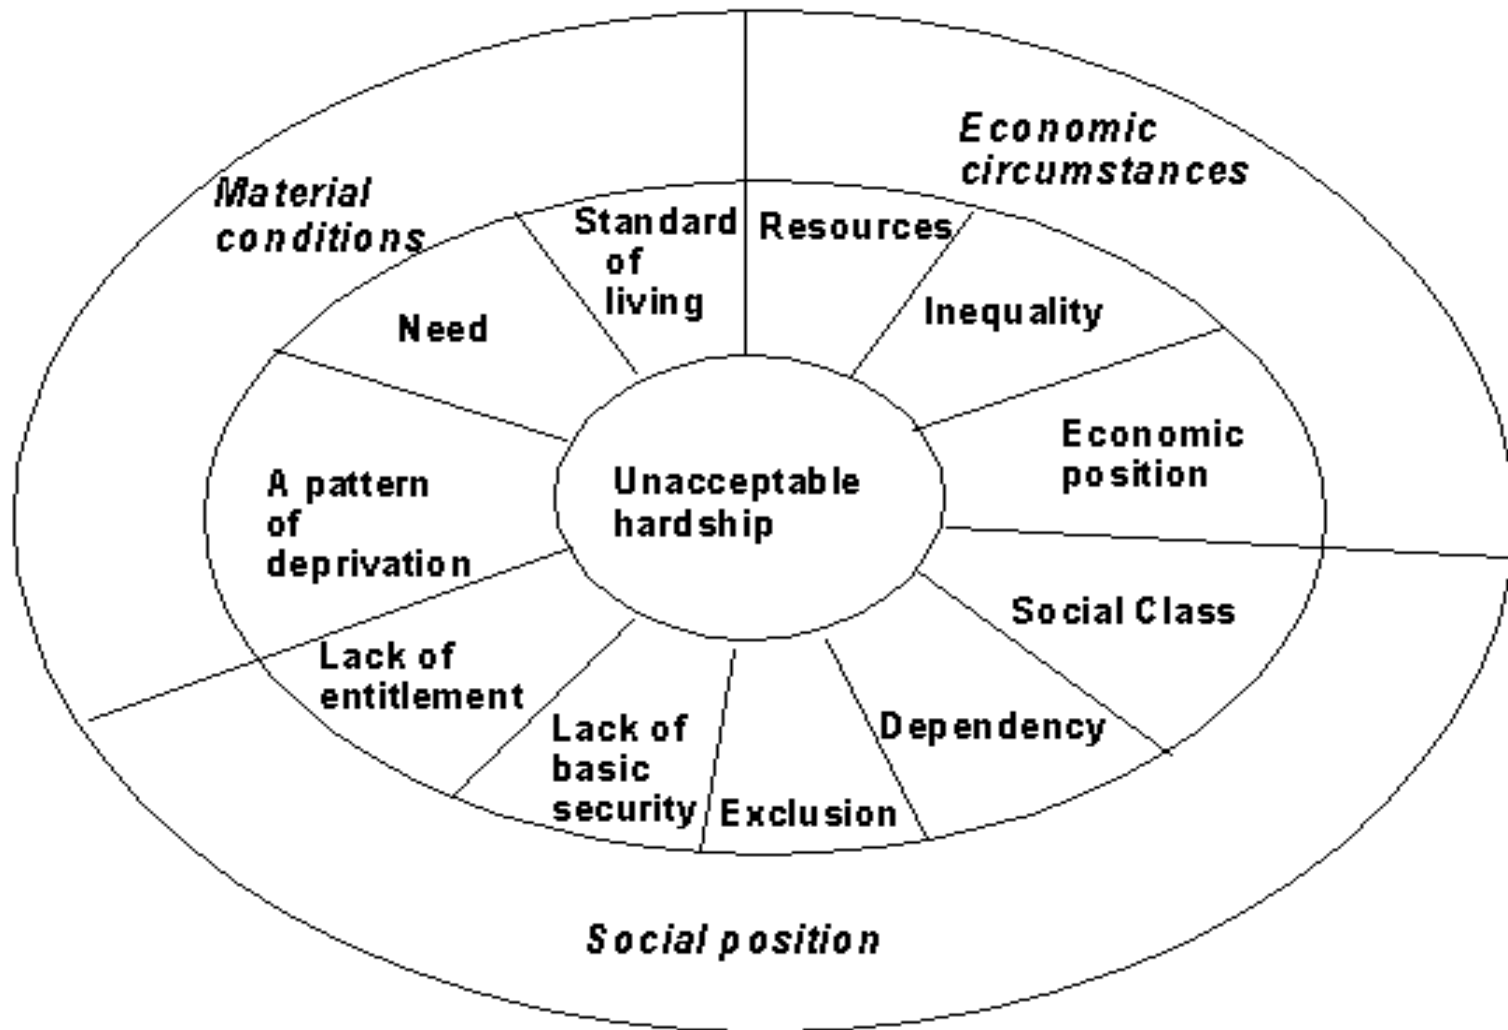 Economic
circumstances
Material
conditions
Standard
of
living
Resources
Inequality
Need
Economic
position
A pattern
of
deprivation
Unacceptable
hardship
Social Class
Lack of
entitlement
Dependency
Lack of
basic
security
Exclusion
Social position